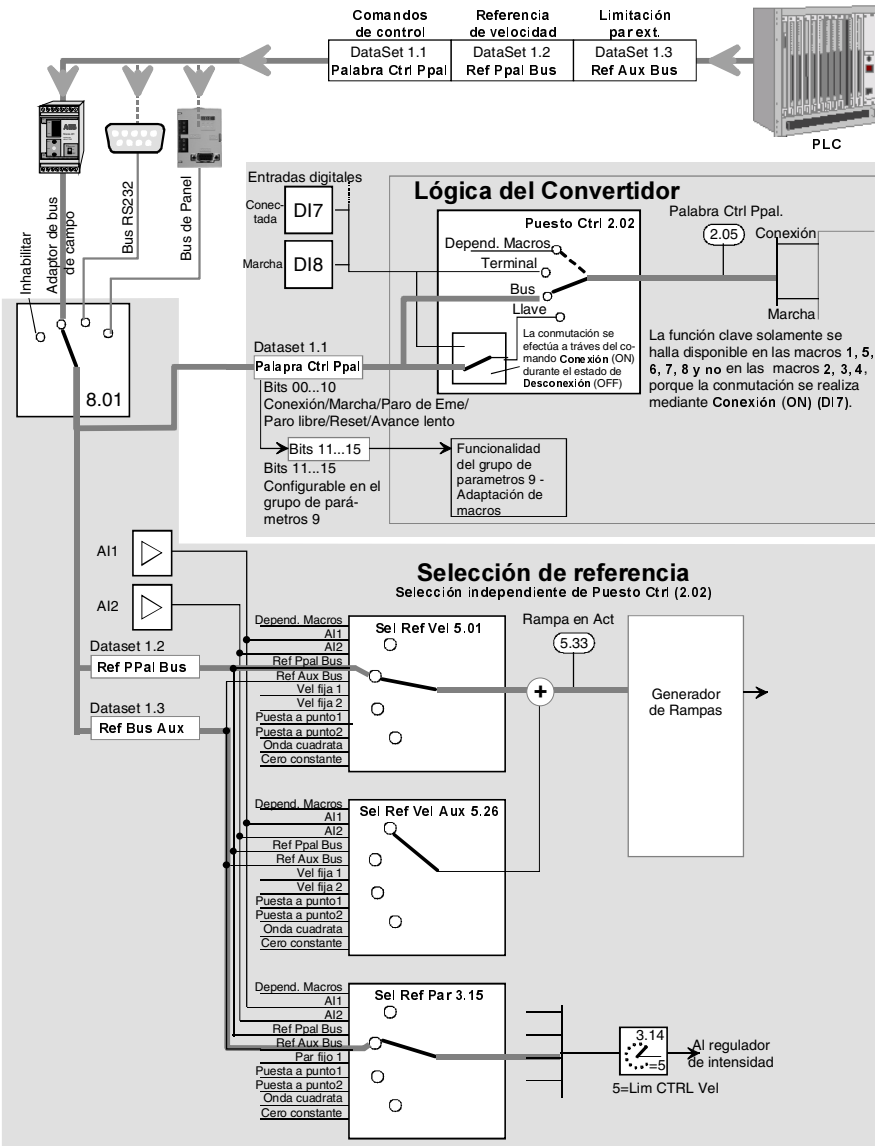 Comandos
de control
Referencia
de velocidad
Limitación
par ext.
DataSet 1.1
Palabra Ctrl Ppal
DataSet 1.2
Ref Ppal Bus
DataSet 1.3
Ref Aux Bus
PLC
ABB
Inhabilitar
Adaptor de bus
de campo
Bus RS232
Bus de Panel
8.01
Entradas digitales
Conec-
tada
DI7
Marcha
DI8
Lógica del Convertidor
Puesto Ctrl 2.02
Depend. Macros
Terminal
Bus
Llave
La conmutación se
efectúa a tráves del co-
mando Conexión (ON)
durante el estado de
Desconexión (OFF)
Palabra Ctrl Ppal.
2.05
Conexión
Marcha
La función clave solamente se
halla disponible en las macros 1, 5,
6, 7, 8 y no en las macros 2, 3, 4,
porque la conmutación se realiza
mediante Conexión (ON) (DI7).
Dataset 1.1
Palapra Ctrl Ppal
Bits 00...10
Conexión/Marcha/Paro de Eme/
Paro libre/Reset/Avance lento
Bits 11...15
Bits 11...15
Configurable en el
grupo de pará-
metros 9
Funcionalidad
del grupo de
parametros 9 -
Adaptación de
macros
AI1
AI2
Selección de referencia
Selección independiente de Puesto Ctrl (2.02)
Dataset 1.2
Ref PPal Bus
Dataset 1.3
Ref Bus Aux
Depend. Macros
AI1
AI2
Ref Ppal Bus
Ref Aux Bus
Vel fija 1
Vel fija 2
Puesta a punto1
Puesta a punto2
Onda cuadrata
Cero constante
Sel Ref Vel 5.01
Rampa en Act
5.33
+
Generador
de Rampas
Depend. Macros
AI1
AI2
Ref Ppal Bus
Ref Aux Bus
Vel fija 1
Vel fija 2
Puesta a punto1
Puesta a punto2
Onda cuadrata
Cero constante
Sel Ref Vel Aux 5.26
Depend. Macros
AI1
AI2
Ref Ppal Bus
Ref Aux Bus
Par fijo 1
Puesta a punto1
Puesta a punto2
Onda cuadrata
Cero constante
Sel Ref Par 3.15
3.14
=5
5=Lim CTRL Vel
Al regulador
de intensidad